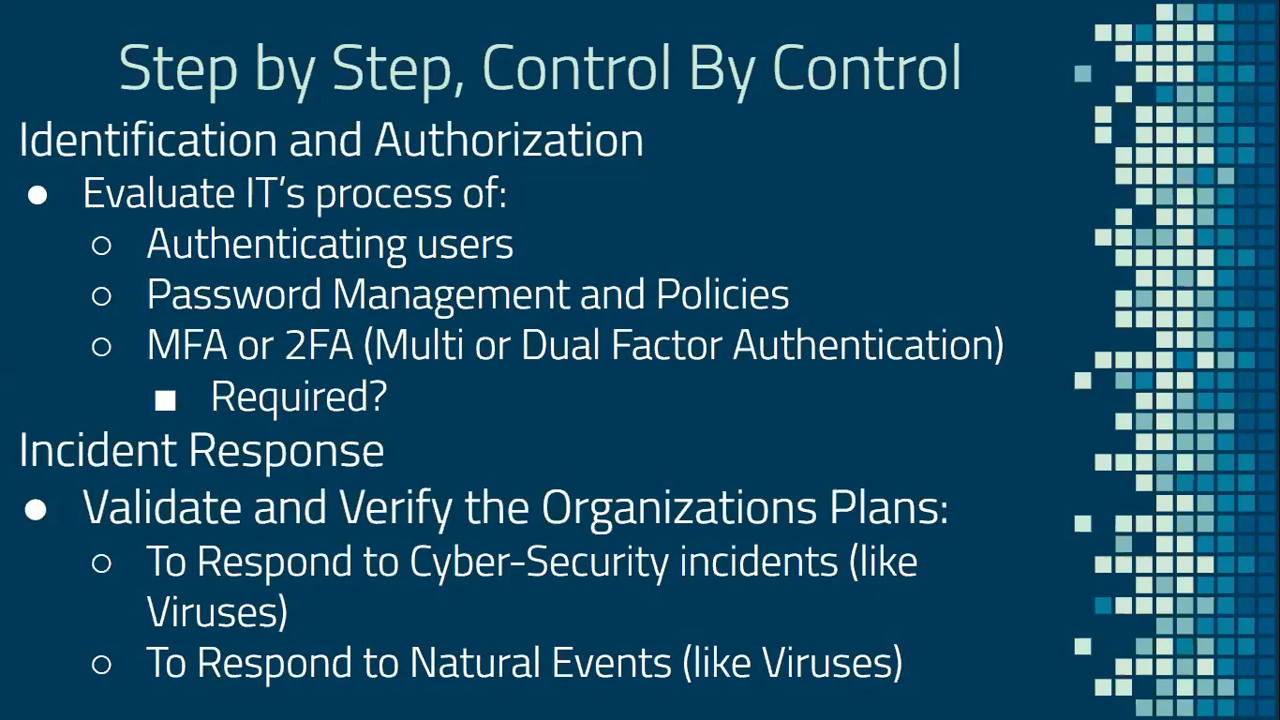 Step by Step, Control By Control
Identification and Authorization
● Evaluate IT’s process of:
○ Authenticating users
○ Password Management and Policies
○ MFA or 2FA (Multi or Dual Factor Authentication)
■ Required?
Incident Response
● Validate and Verify the Organizations Plans:
○ To Respond to Cyber-Security incidents (like
Viruses)
○ To Respond to Natural Events (like Viruses)